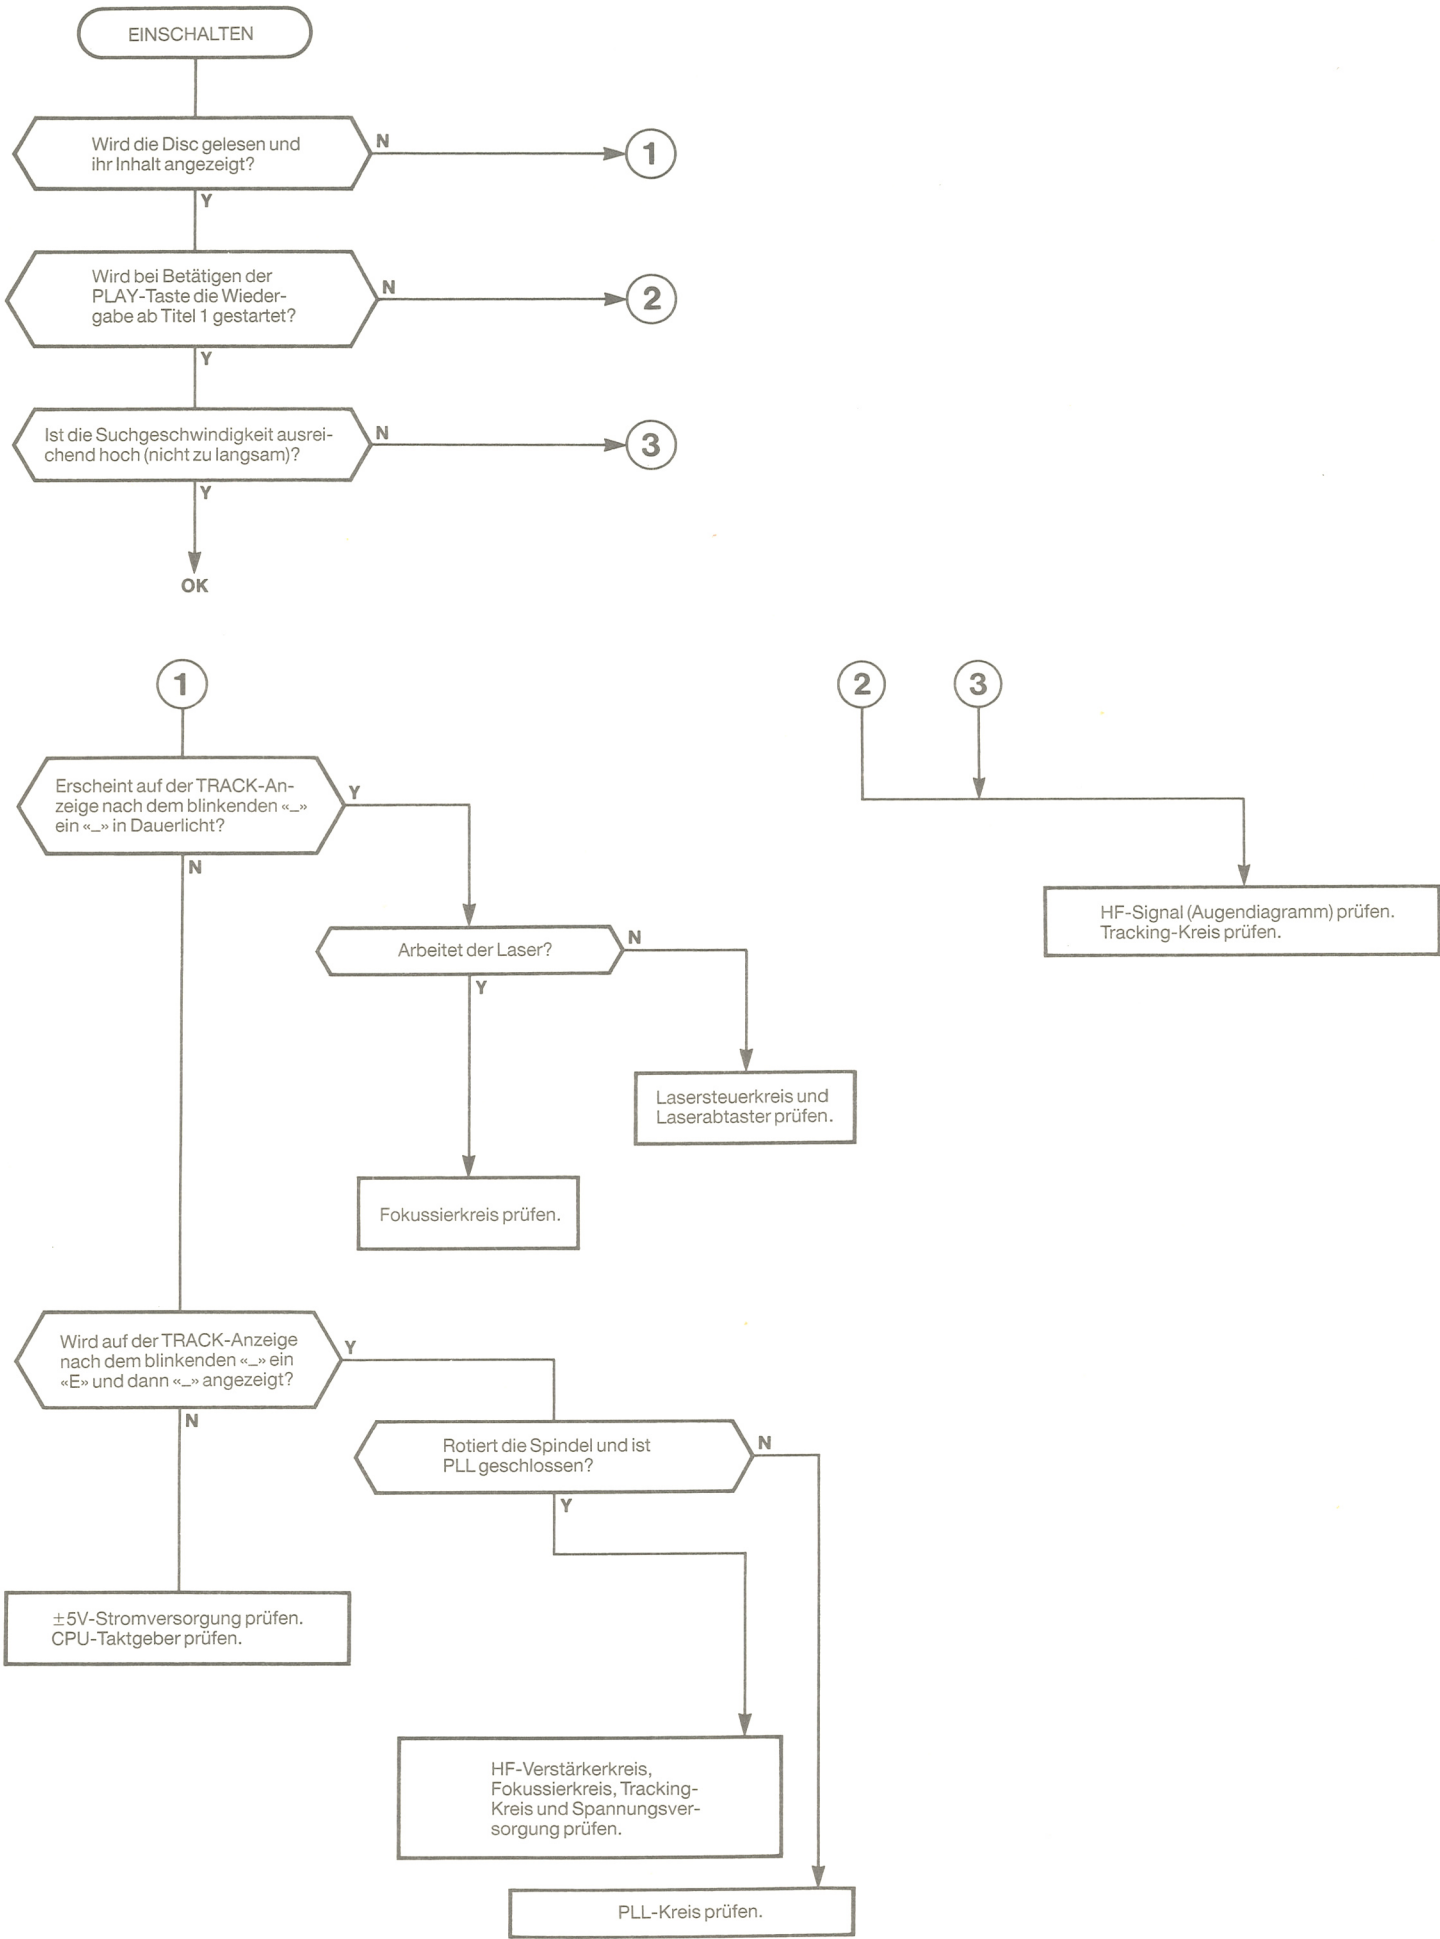 EINSCHALTEN
Wird die Disc gelesen und
ihr Inhalt angezeigt?
N
1
Y
Wird bei Betätigen der
PLAY-Taste die Wieder-
gabe ab Titel 1 gestartet?
N
2
Y
Ist die Suchgeschwindigkeit ausrei-
chend hoch (nicht zu langsam)?
N
3
Y
OK
1
Erscheint auf der TRACK-An-
zeige nach dem blinkenden «_»
ein «_» in Dauerlicht?
Y
N
Arbeitet der Laser?
N
Y
Lasersteuerkreis und
Laserabtaster prüfen.
Fokussierkreis prüfen.
2
3
HF-Signal (Augendiagramm) prüfen.
Tracking-Kreis prüfen.
Wird auf der TRACK-Anzeige
nach dem blinkenden «_» ein
«E» und dann «_» angezeigt?
Y
N
Rotiert die Spindel und ist
PLL geschlossen?
N
Y
±5V-Stromversorgung prüfen.
CPU-Taktgeber prüfen.
HF-Verstärkerkreis,
Fokussierkreis, Tracking-
Kreis und Spannungsver-
sorgung prüfen.
PLL-Kreis prüfen.